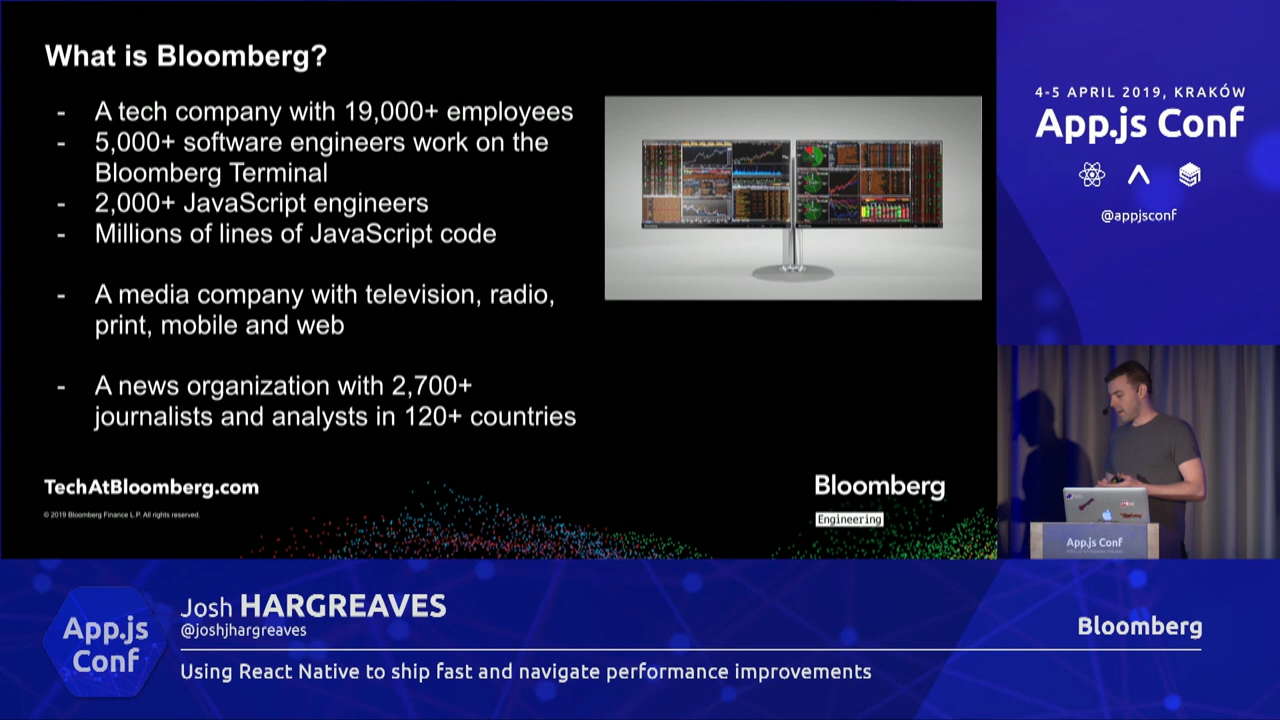 What is Bloomberg?
- A tech company with 19,000+ employees
- 5,000+ software engineers work on the
Bloomberg Terminal
- 2,000+ JavaScript engineers
- Millions of lines of JavaScript code
- A media company with television, radio,
print, mobile and web
- A news organization with 2,700+
journalists and analysts in 120+ countries
TechAtBloomberg.com
© 2019 Bloomberg Finance L.P. All rights reserved.
Bloomberg
Engineering
4-5 APRIL 2019, KRAKÓW
App.js Conf
@appjsconf
App.js Conf
App.js
Conf
Josh HARGREAVES
@joshjhargreaves
Using React Native to ship fast and navigate performance improvements
Bloomberg